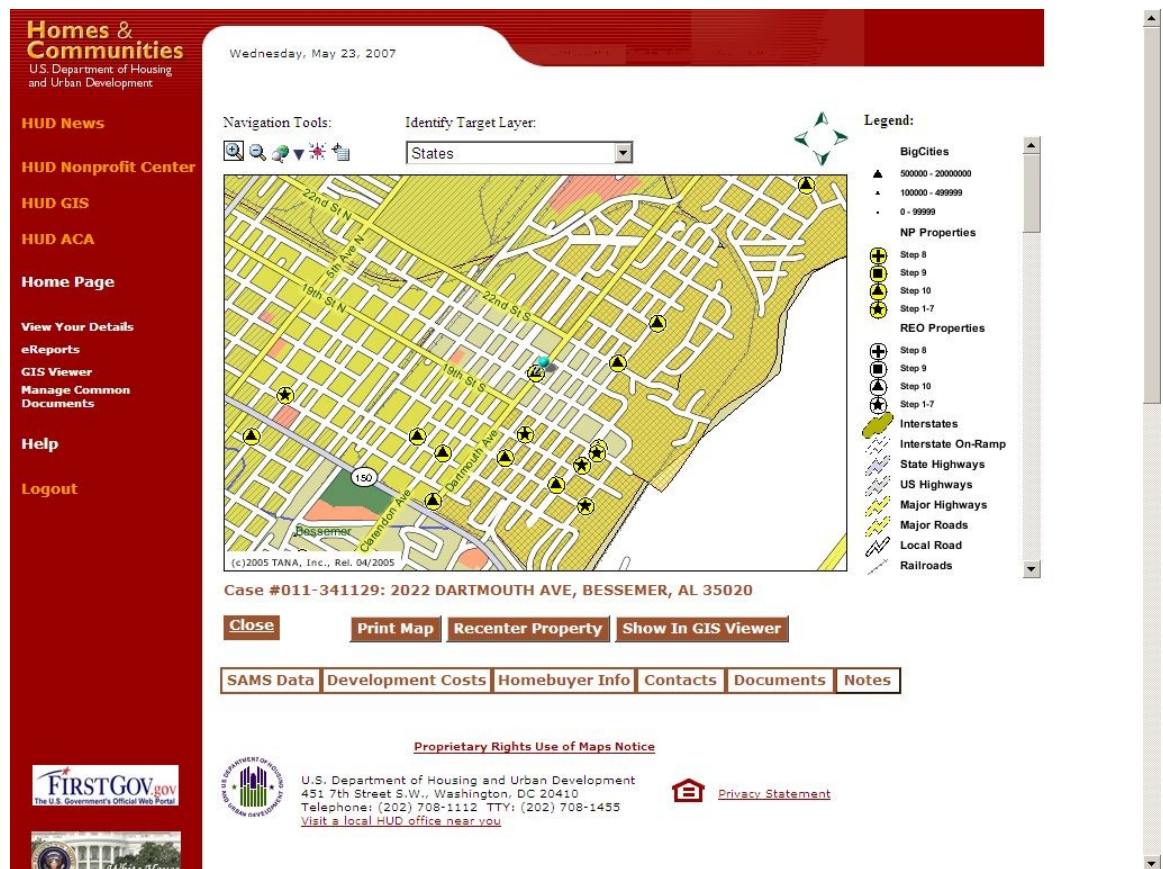 Homes &
Communities
U.S. Department of Housing
and Urban Development
Wednesday, May 23, 2007
HUD News
HUD Nonprofit Center
HUD GIS
HUD ACA
Home Page
View Your Details
eReports
GIS Viewer
Manage Common
Documents
Help
Logout
Navigation Tools:
Identify Target Layer:
States
22nd St N
5th Ave N
19th St N
22nd St S
19th St S
Dartmouth Ave
Clarendon Ave
150
Bessemer
(c)2005 TANA, Inc., Rel. 04/2005
Legend:
BigCities
500000 - 20000000
100000 - 499999
0 - 99999
NP Properties
Step 8
Step 9
Step 10
Step 1-7
REO Properties
Step 8
Step 9
Step 10
Step 1-7
Interstates
Interstate On-Ramp
State Highways
US Highways
Major Highways
Major Roads
Local Road
Railroads
Case #011-341129: 2022 DARTMOUTH AVE, BESSEMER, AL 35020
Close
Print Map
Recenter Property
Show In GIS Viewer
SAMS Data
Development Costs
Homebuyer Info
Contacts
Documents
Notes
Proprietary Rights Use of Maps Notice
U.S. Department of Housing and Urban Development
451 7th Street S.W., Washington, DC 20410
Telephone: (202) 708-1112 TTY: (202) 708-1455
Visit a local HUD office near you
Privacy Statement
FIRSTGOV.gov
The U.S. Government's Official Web Portal